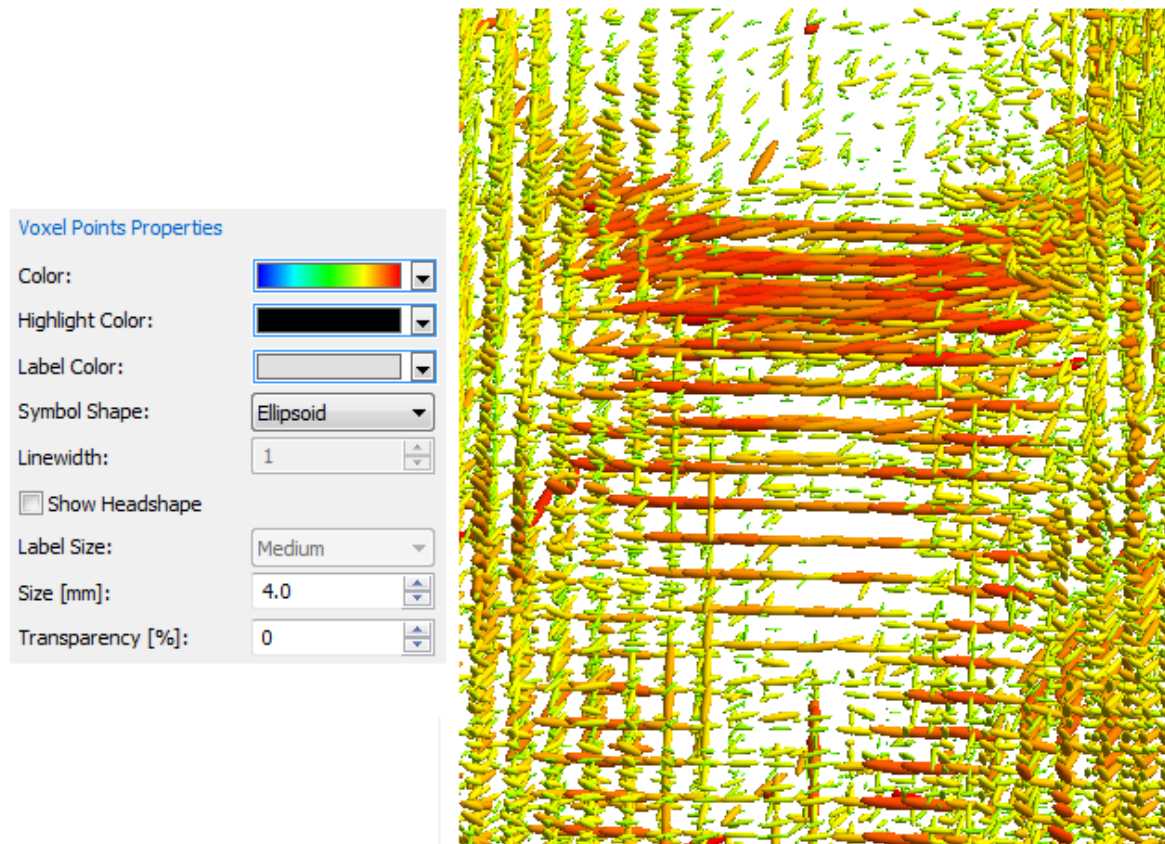 Voxel Points Properties
Color:
Highlight Color:
Label Color:
Symbol Shape: Ellipsoid
Linewidth: 1
Show Headshape
Label Size: Medium
Size [mm]: 4.0
Transparency [%]: 0